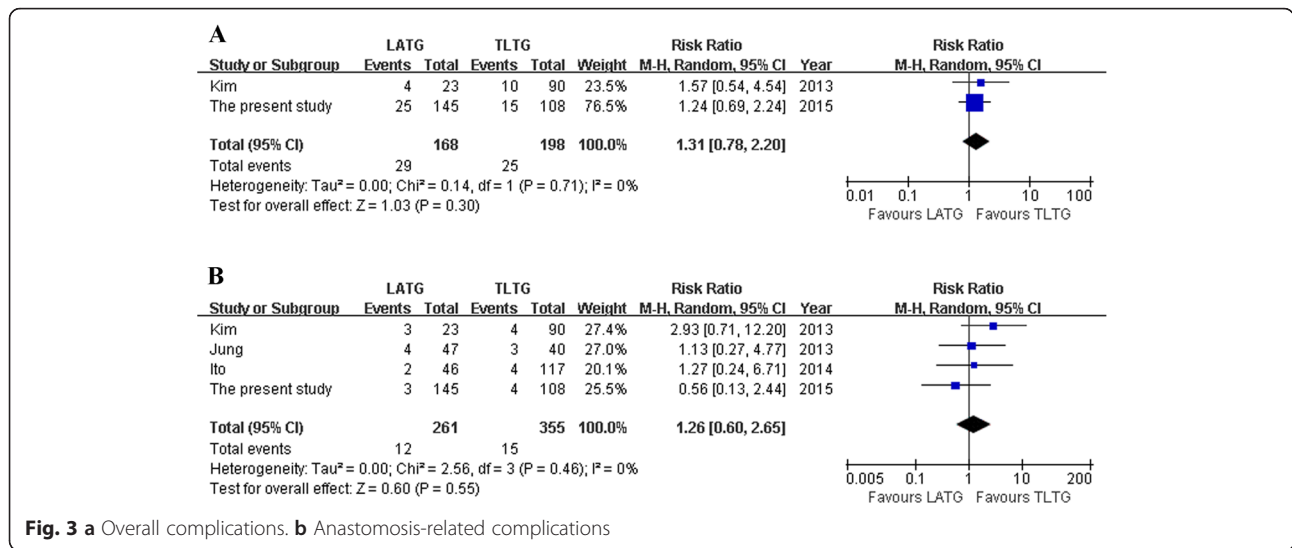 A
LATG TLTG Risk Ratio Risk Ratio
Study or Subgroup Events Total Events Total Weight M-H, Random, 95% CI Year M-H, Random, 95% CI
Kim 4 23 10 90 23.5% 1.57 [0.54, 4.54] 2013
The present study 25 145 15 108 76.5% 1.24 [0.69, 2.24] 2015
Total (95% CI) 168 198 100.0% 1.31 [0.78, 2.20]
Total events 29 25
Heterogeneity: Tau² = 0.00; Chi² = 0.14, df = 1 (P = 0.71); I² = 0%
Test for overall effect: Z = 1.03 (P = 0.30)
0.01 0.1 1 10 100
Favours LATG Favours TLTG
B
LATG TLTG Risk Ratio Risk Ratio
Study or Subgroup Events Total Events Total Weight M-H, Random, 95% CI Year M-H, Random, 95% CI
Kim 3 23 4 90 27.4% 2.93 [0.71, 12.20] 2013
Jung 4 47 3 40 27.0% 1.13 [0.27, 4.77] 2013
Ito 2 46 4 117 20.1% 1.27 [0.24, 6.71] 2014
The present study 3 145 4 108 25.5% 0.56 [0.13, 2.44] 2015
Total (95% CI) 261 355 100.0% 1.26 [0.60, 2.65]
Total events 12 15
Heterogeneity: Tau² = 0.00; Chi² = 2.56, df = 3 (P = 0.46); I² = 0%
Test for overall effect: Z = 0.60 (P = 0.55)
0.005 0.1 1 10 200
Favours LATG Favours TLTG
Fig. 3 a Overall complications. b Anastomosis-related complications